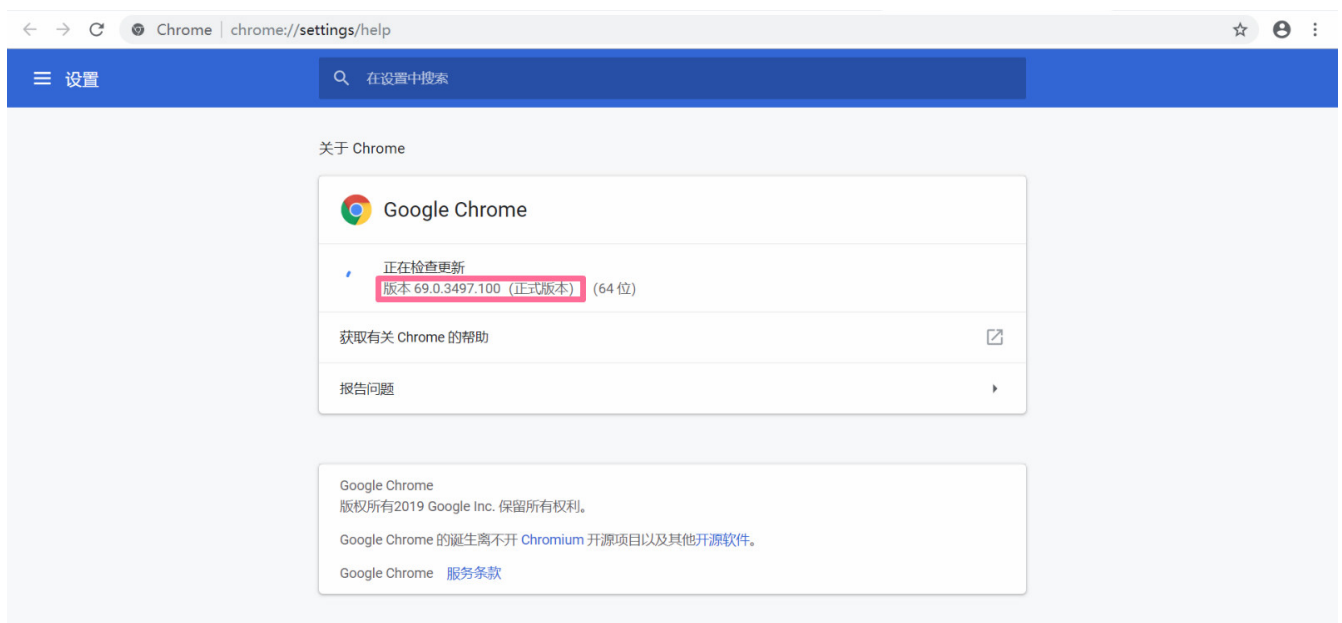 Chrome | chrome://settings/help
设置
在设置中搜索
关于 Chrome
Google Chrome
正在检查更新
版本 69.0.3497.100 (正式版本) (64 位)
获取有关 Chrome 的帮助
报告问题
Google Chrome
版权所有2019 Google Inc. 保留所有权利。
Google Chrome 的诞生离不开 Chromium 开源项目以及其他开源软件。
Google Chrome 服务条款